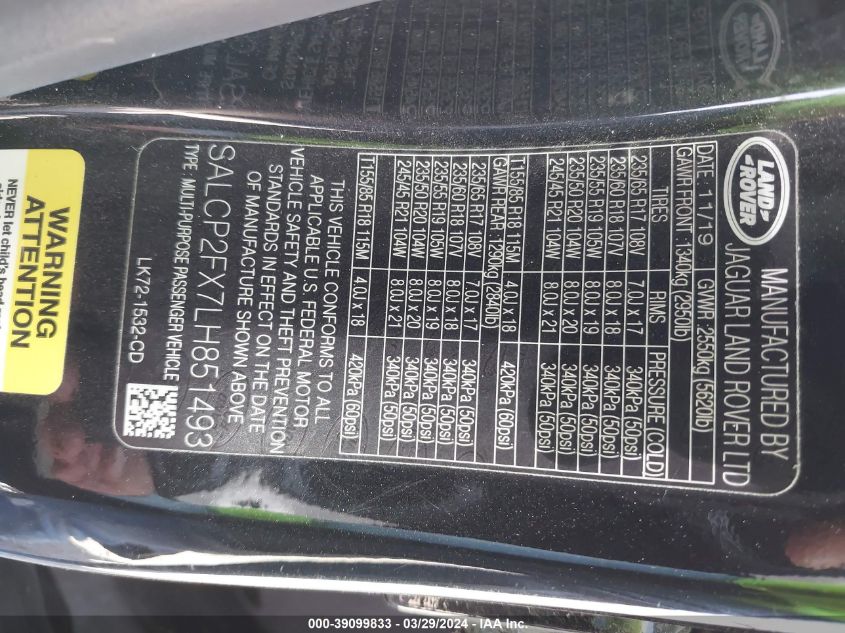 LAND
ROVER
MANUFACTURED BY
JAGUAR LAND ROVER LTD
DATE: 11/19 GVWR: 2550kg (5620lb)
GAWR FRONT : 1340kg (2950lb)
TIRES RIMS PRESSURE (COLD)
235/65 R17 108V 7.0J x 17 340kPa (50psi)
235/60 R18 107V 8.0J x 18 340kPa (50psi)
235/55 R19 105W 8.0J x 19 340kPa (50psi)
235/50 R20 104W 8.0J x 20 340kPa (50psi)
245/45 R21 104W 8.0J x 21 340kPa (50psi)
T155/85 R18 115M 4.0J x 18 420kPa (60psi)
GAWR REAR : 1290kg (2840lb)
235/65 R17 108V 7.0J x 17 340kPa (50psi)
235/60 R18 107V 8.0J x 18 340kPa (50psi)
235/55 R19 105W 8.0J x 19 340kPa (50psi)
235/50 R20 104W 8.0J x 20 340kPa (50psi)
245/45 R21 104W 8.0J x 21 340kPa (50psi)
T155/85 R18 115M 4.0J x 18 420kPa (60psi)
THIS VEHICLE CONFORMS TO ALL
APPLICABLE U.S. FEDERAL MOTOR
VEHICLE SAFETY AND THEFT PREVENTION
STANDARDS IN EFFECT ON THE DATE
OF MANUFACTURE SHOWN ABOVE
SALCP2FX7LH851493
TYPE: MULTI-PURPOSE PASSENGER VEHICLE
LK72-1532-CD
WARNING
ATTENTION
NEVER let child's head
000-39099833 - 03/29/2024 - IAAI.com